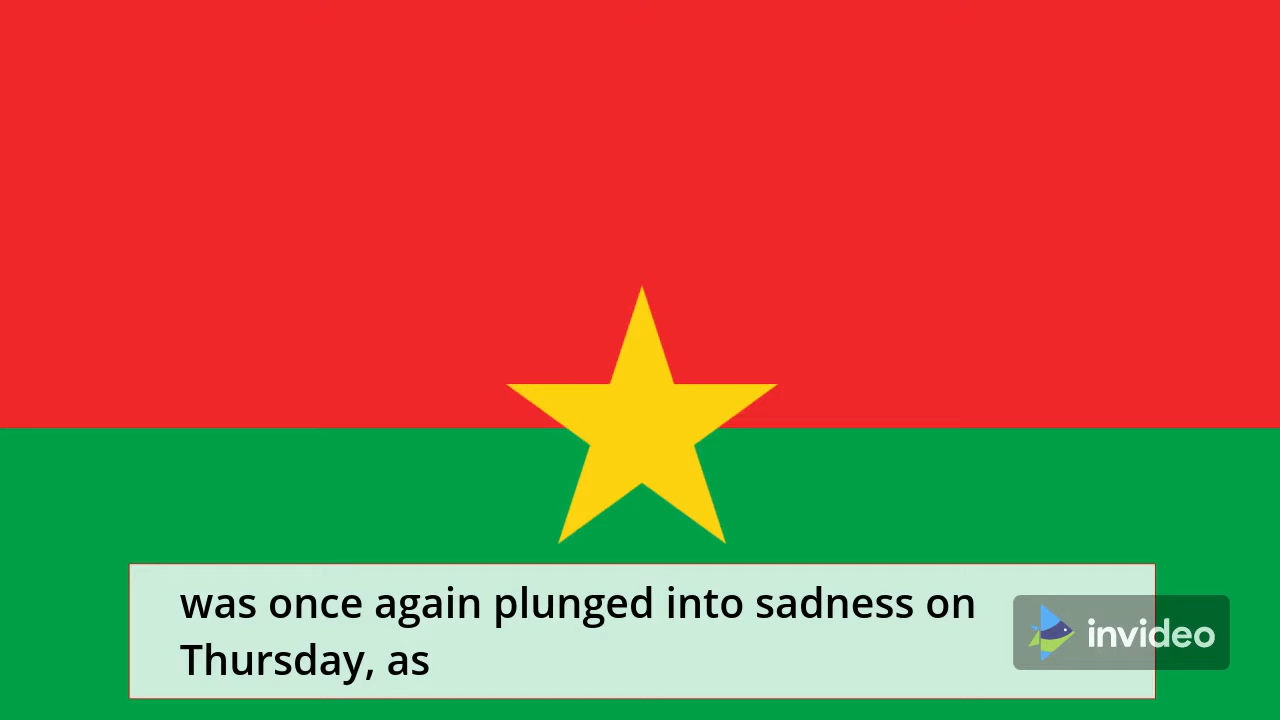 was once again plunged into sadness on
Thursday, as
invideo